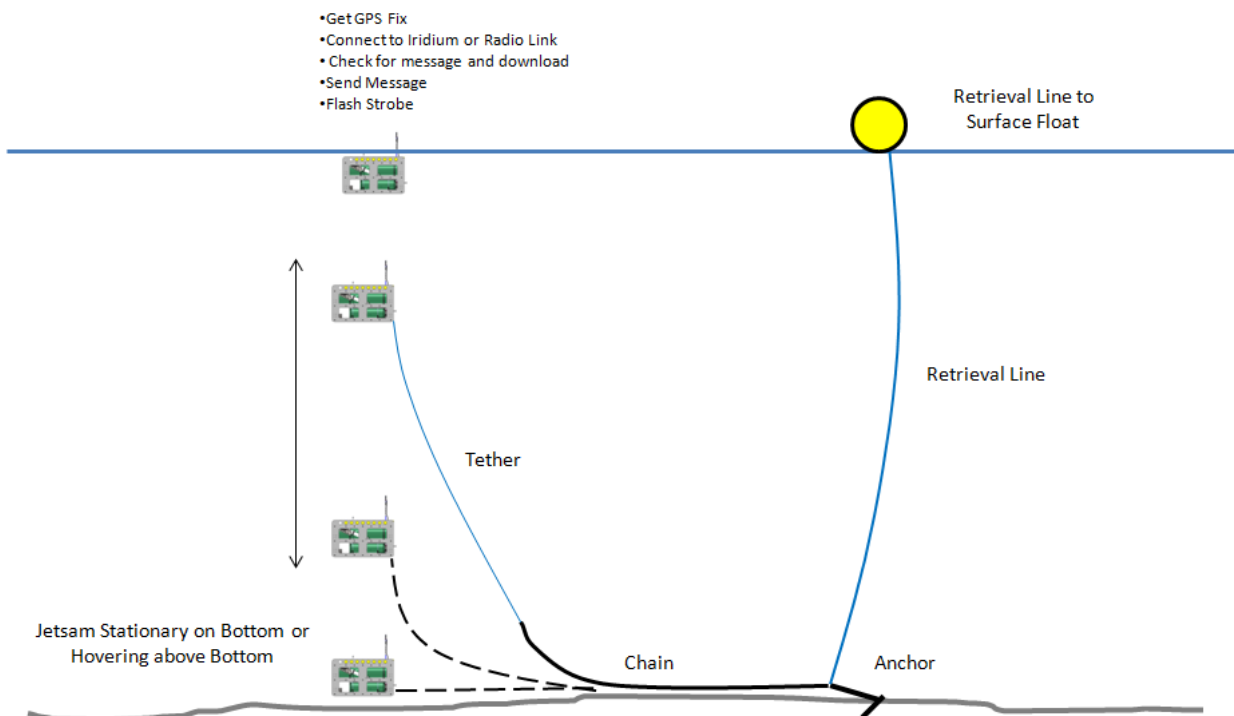 •Get GPS Fix
•Connect to Iridium or Radio Link
• Check for message and download
•Send Message
•Flash Strobe
Retrieval Line to
Surface Float
Retrieval Line
Tether
Jetsam Stationary on Bottom or
Hovering above Bottom
Chain
Anchor